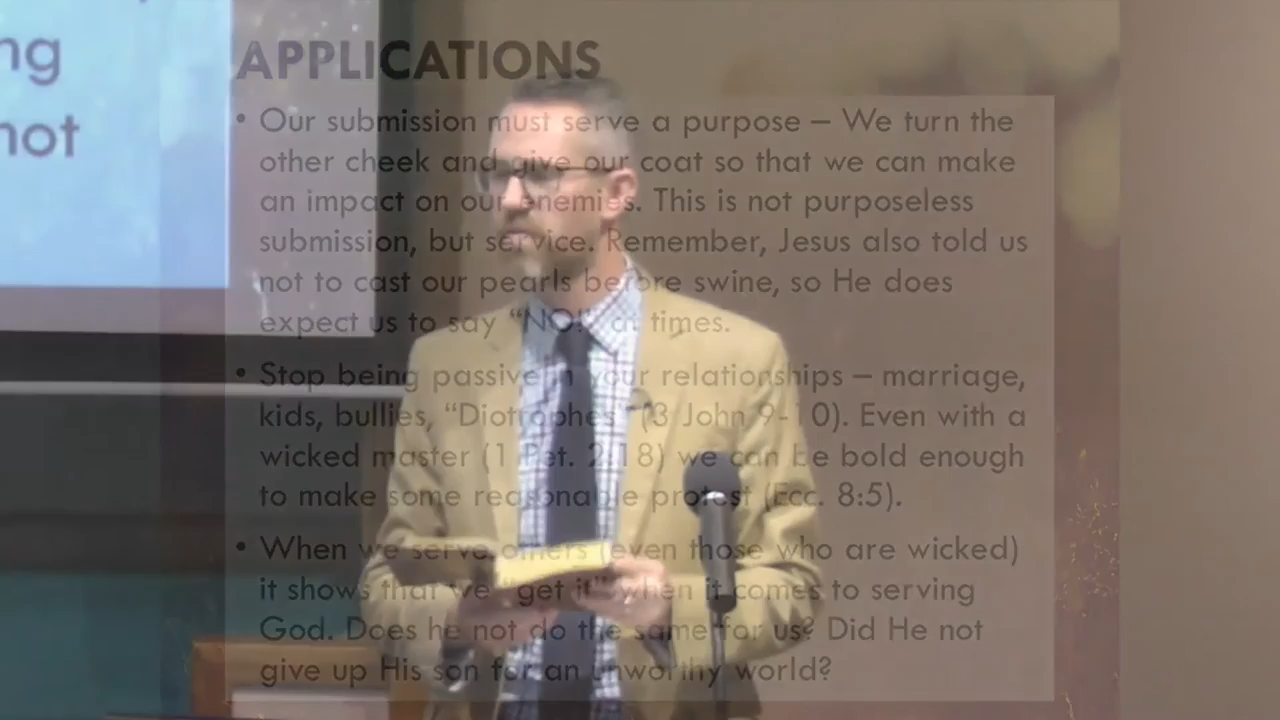 ng
not
APPLICATIONS
• Our submission must serve a purpose – We turn the
other cheek and give our coat so that we can make
an impact on our enemies. This is not purposeless
submission, but service. Remember, Jesus also told us
not to cast our pearls before swine, so He does
expect us to say “NO!” at times.
• Stop being passive in your relationships – marriage,
kids, bullies, “Diotrophes” (3 John 9-10). Even with a
wicked master (1 Pet. 2:18) we can be bold enough
to make some reasonable protest (Ecc. 8:5).
• When we serve others (even those who are wicked)
it shows that we “get it” when it comes to serving
God. Does he not do the same for us? Did He not
give up His son for an unworthy world?